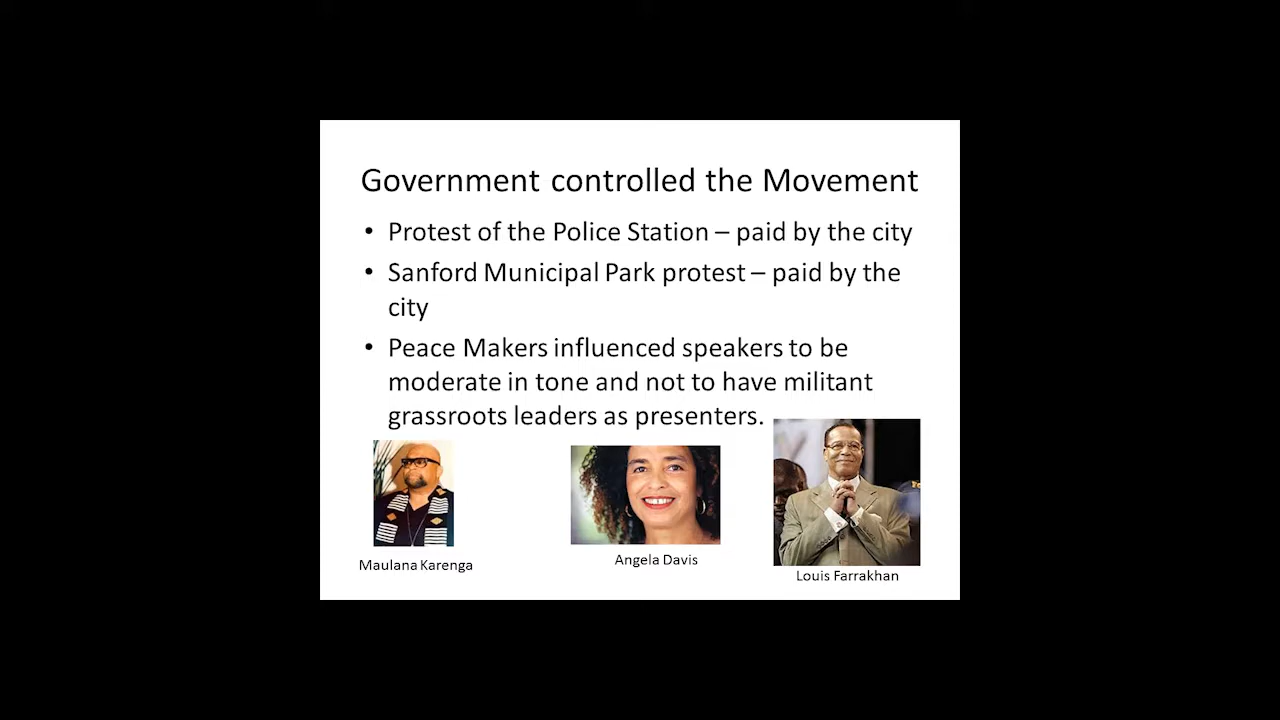 Government controlled the Movement
• Protest of the Police Station – paid by the city
• Sanford Municipal Park protest – paid by the
city
• Peace Makers influenced speakers to be
moderate in tone and not to have militant
grassroots leaders as presenters.
Maulana Karenga
Angela Davis
Louis Farrakhan